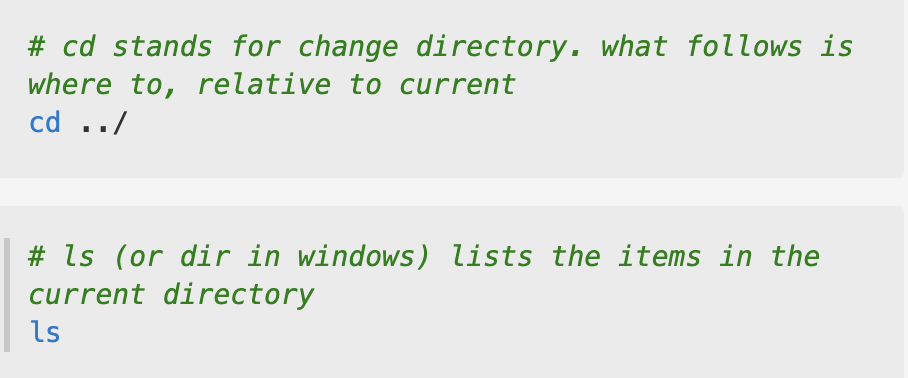 # cd stands for change directory. what follows is
where to, relative to current
cd ../
# ls (or dir in windows) lists the items in the
current directory
ls